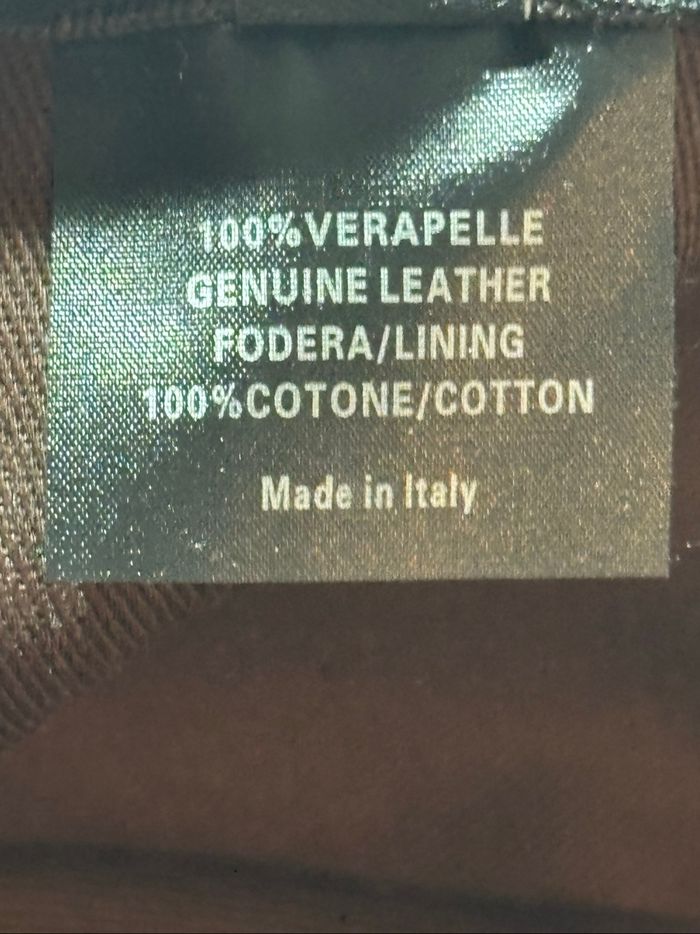 100%VERAPELLE
GENUINE LEATHER
FODERA/LINING
100%COTONE/COTTON
Made in Italy